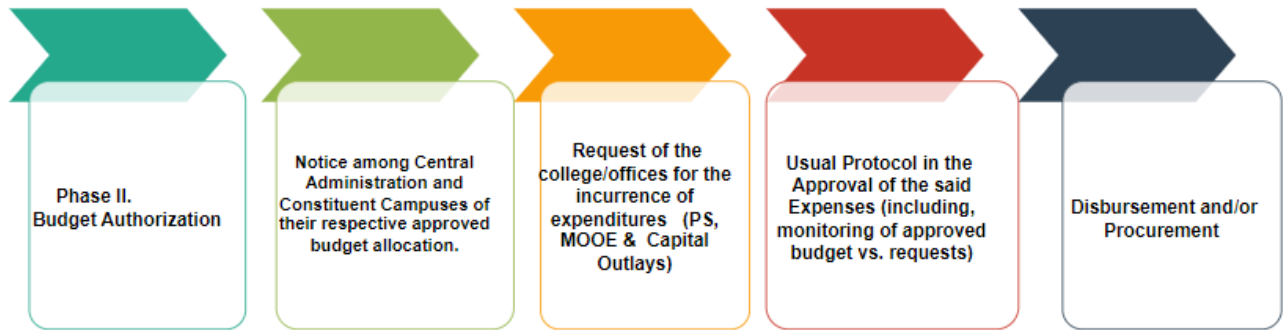 Phase II.
Budget Authorization
Notice among Central
Administration and
Constituent Campuses of
their respective approved
budget allocation.
Request of the
college/offices for the
incurrence of
expenditures (PS,
MOOE & Capital
Outlays)
Usual Protocol in the
Approval of the said
Expenses (including,
monitoring of approved
budget vs. requests)
Disbursement and/or
Procurement